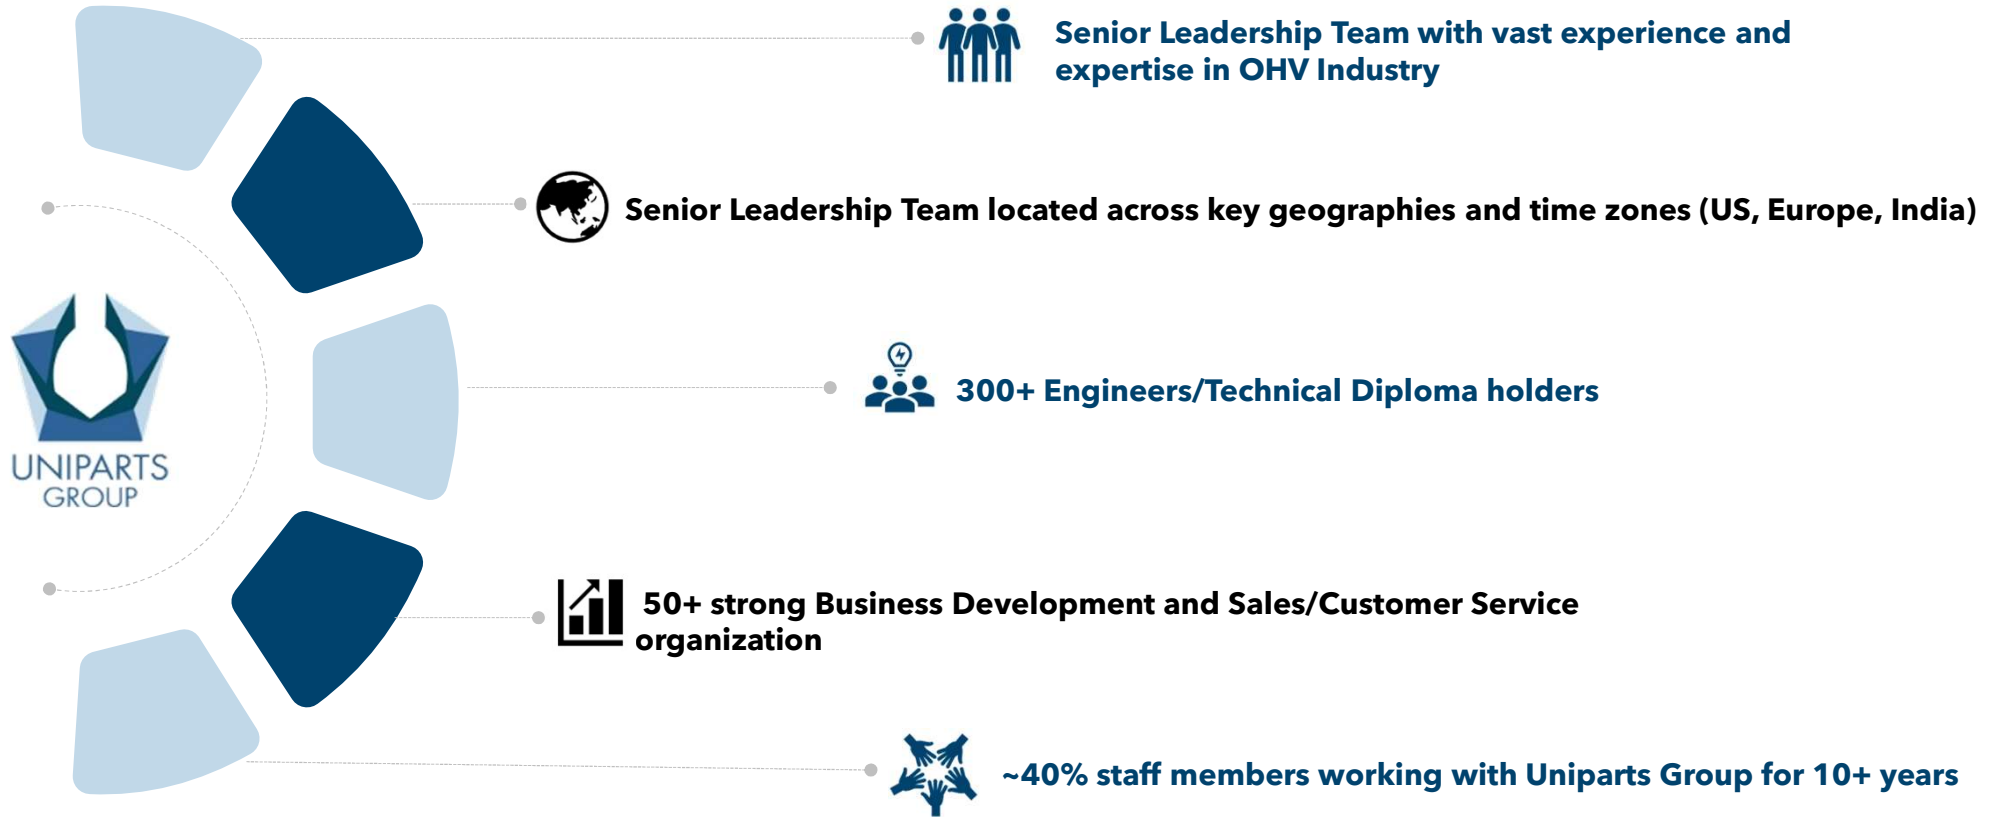 Senior Leadership Team with vast experience and
expertise in OHV Industry
Senior Leadership Team located across key geographies and time zones (US, Europe, India)
UNIPARTS
GROUP
300+ Engineers/Technical Diploma holders
50+ strong Business Development and Sales/Customer Service
organization
~40% staff members working with Uniparts Group for 10+ years